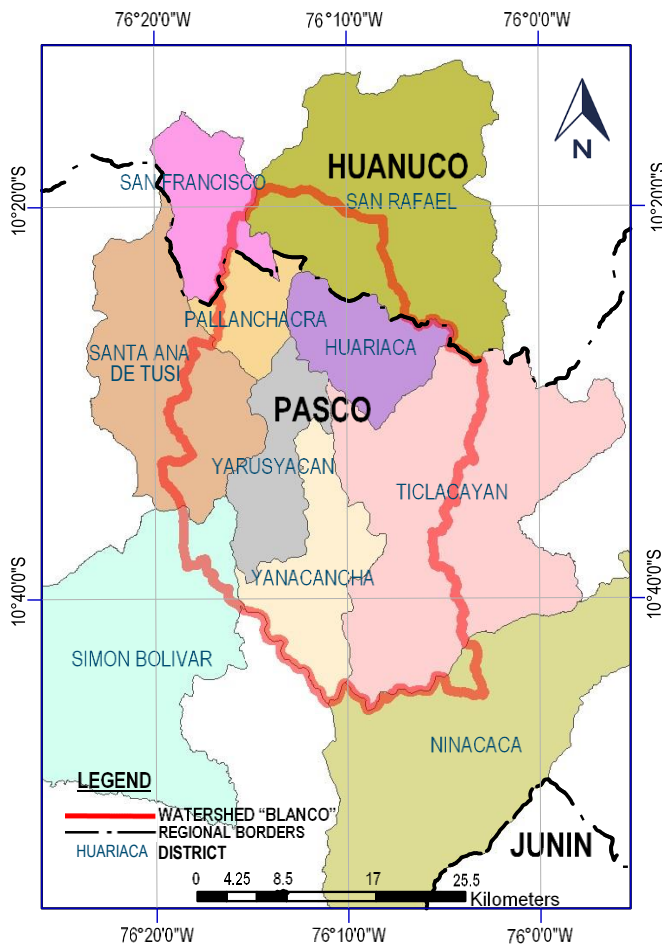 76°20'0"W 76°10'0"W 76°0'0"W
N
HUANUCO
SAN FRANCISCO
SAN RAFAEL
10°20'0"S 10°20'0"S
PALLANCHACRA
HUARIACA
SANTA ANA
DE TUSI
PASCO
YARUSYACAN
TICLACAYAN
YANACANCHA
10°40'0"S 10°40'0"S
SIMON BOLIVAR
NINACACA
LEGEND
WATERSHED “BLANCO”
REGIONAL BORDERS
HUARIACA DISTRICT
JUNIN
0 4.25 8.5 17 25.5
Kilometers
76°20'0"W 76°10'0"W 76°0'0"W